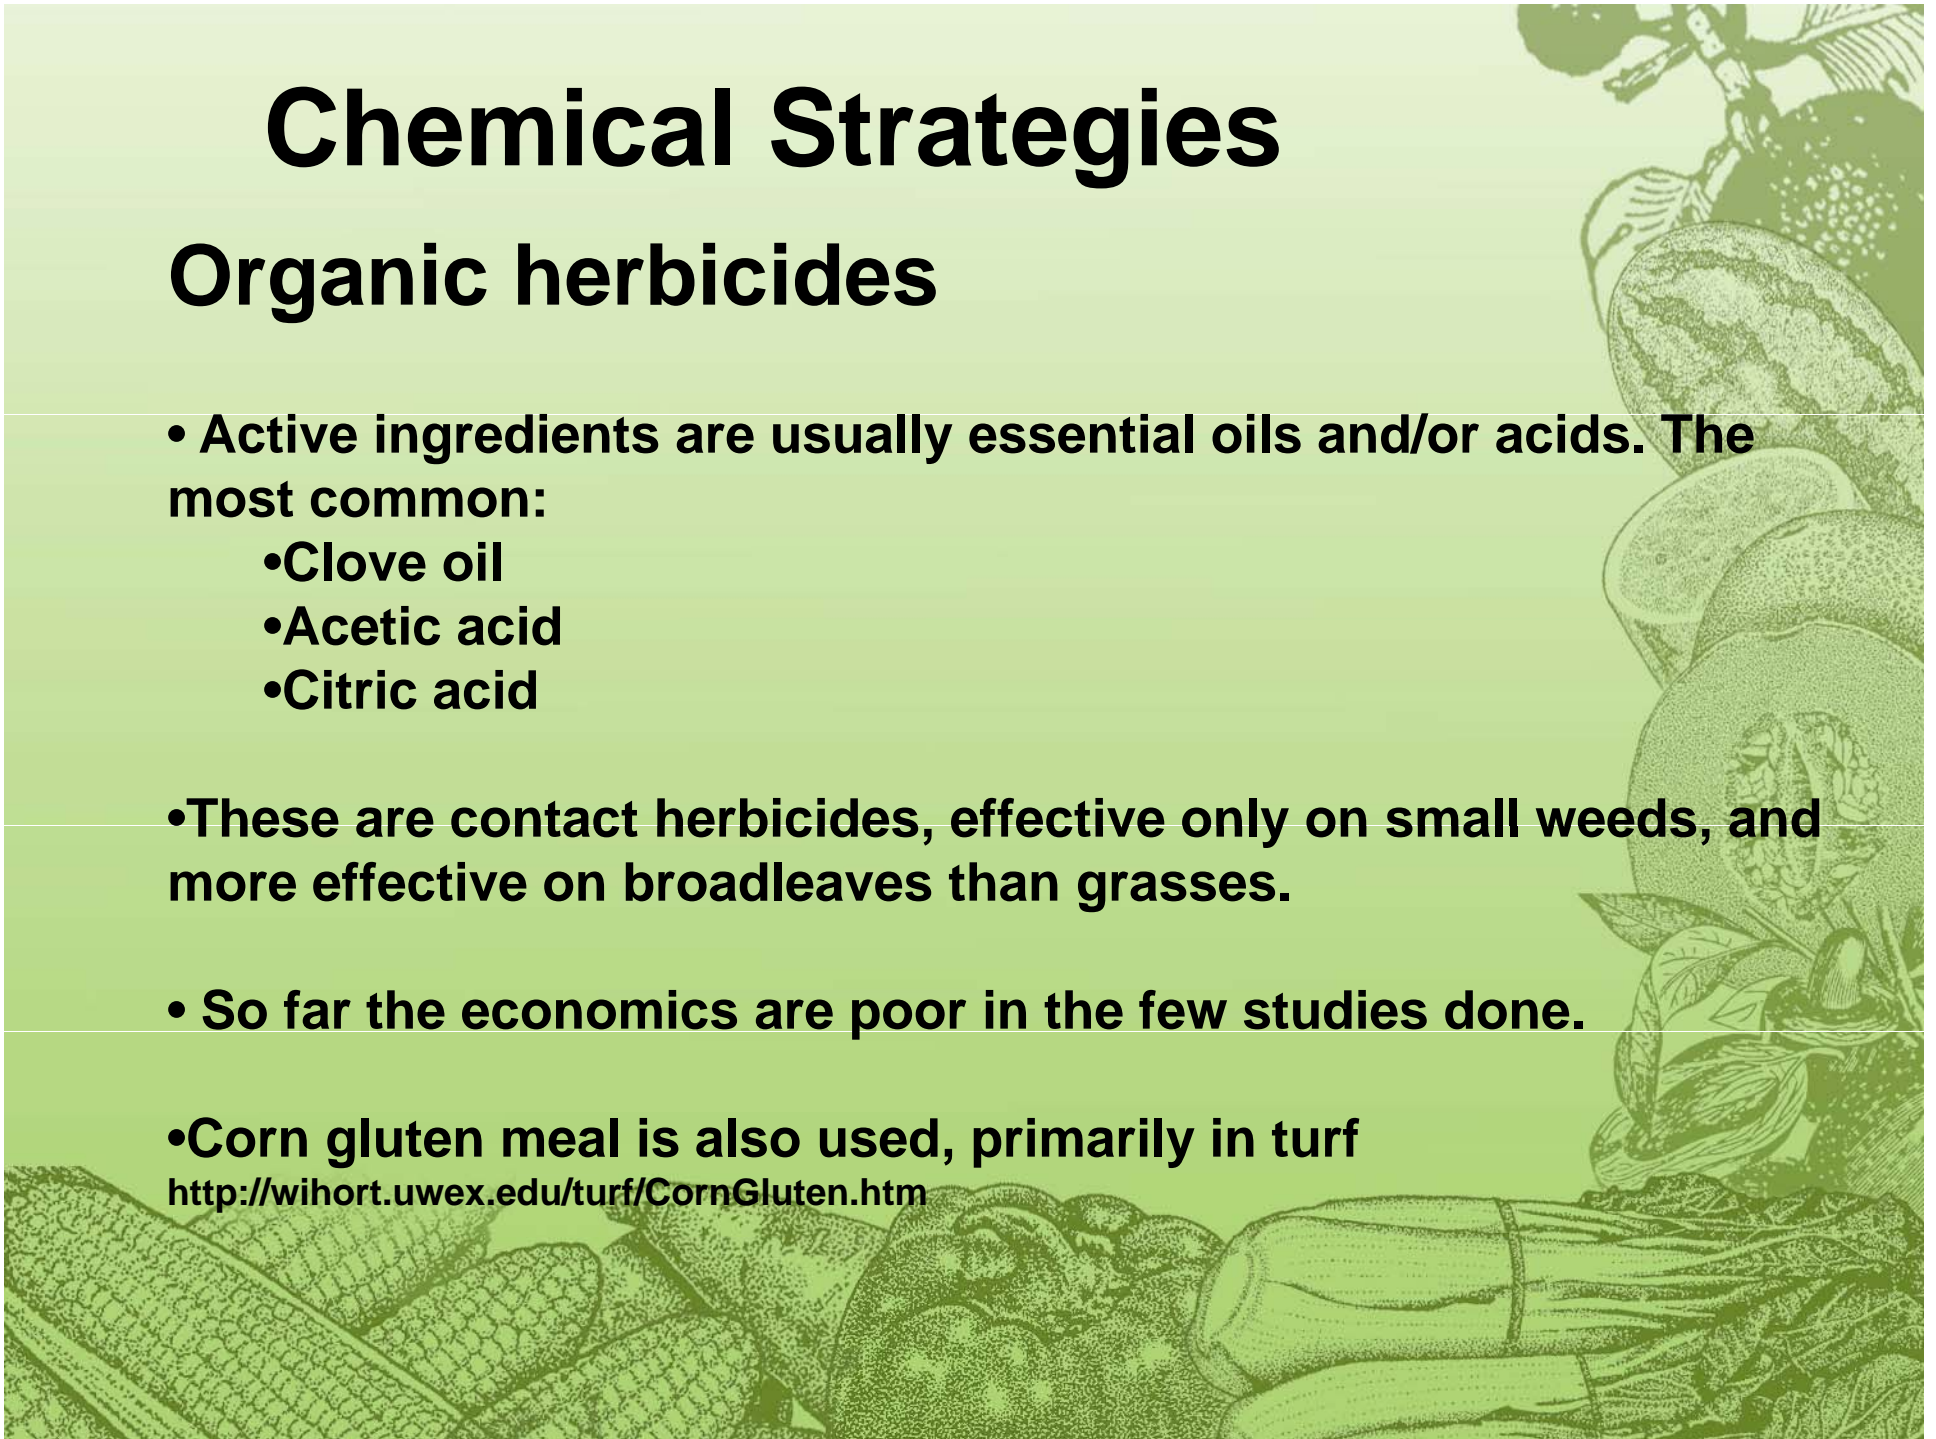 Chemical Strategies
Organic herbicides
• Active ingredients are usually essential oils and/or acids. The
most common:
•Clove oil
•Acetic acid
•Citric acid
•These are contact herbicides, effective only on small weeds, and
more effective on broadleaves than grasses.
• So far the economics are poor in the few studies done.
•Corn gluten meal is also used, primarily in turf
http://wihort.uwex.edu/turf/CornGluten.htm